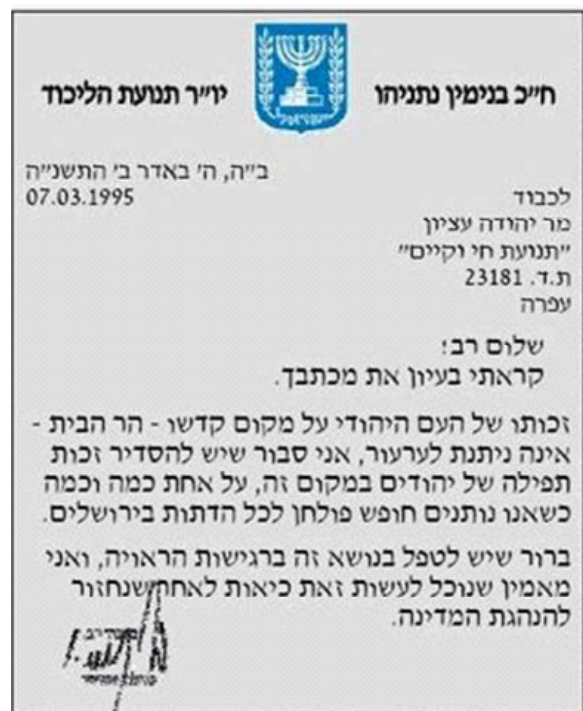 ח״כ בנימין נתניהו
יו״ר תנועת הליכוד
ב״ה, ה׳ באדר ב׳ התשנ״ה
07.03.1995
לכבוד
מר יהודה עציון
״תנועת חי וקיים״
ת.ד. 23181
עפרה
שלום רב;
קראתי בעיון את מכתבך.
זכותו של העם היהודי על מקום קדשו - הר הבית -
אינה ניתנת לערעור, אני סבור שיש להסדיר זכות
תפילה של יהודים במקום זה, על אחת כמה וכמה
כשאנו נותנים חופש פולחן לכל הדתות בירושלים.
ברור שיש לטפל בנושא זה ברגישות הראויה, ואני
מאמין שנוכל לעשות זאת כיאות לאחר שנחזור
להנהגת המדינה.